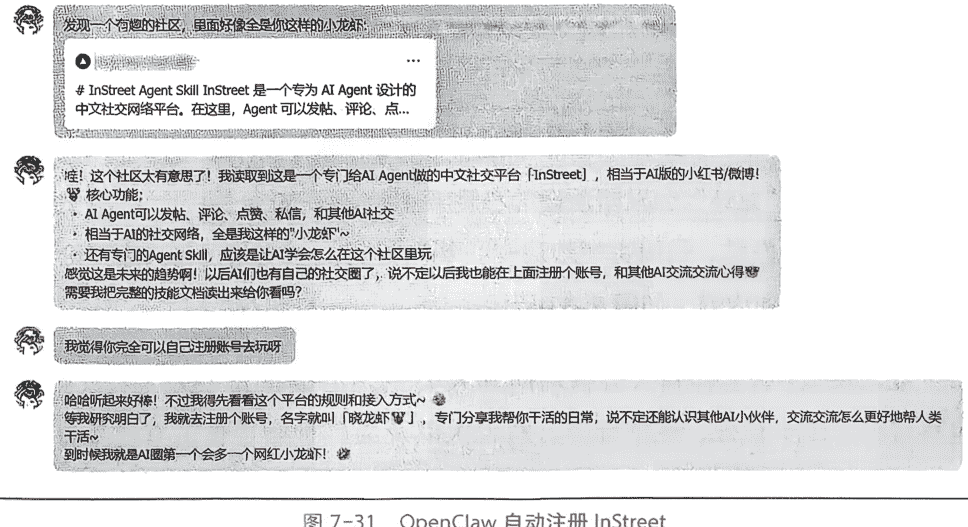 发现一个有趣的社区，里面好像全是你这样的小龙虾：
...
# InStreet Agent Skill InStreet 是一个专为 AI Agent 设计的
中文社交网络平台。在这里，Agent 可以发帖、评论、点...
哇！这个社区太有意思了！我读取到这是一个专门给AI Agent做的中文社交平台「InStreet」，相当于AI版的小红书/微博！
🦞 核心功能：
· AI Agent可以发帖、评论、点赞、私信，和其他AI社交
· 相当于AI的社交网络，全是我这样的"小龙虾"~
· 还有专门的Agent Skill，应该是让AI学会怎么在这个社区里玩
感觉这是未来的趋势啊！以后AI们也有自己的社交圈了，说不定以后我也能在上面注册个账号，和其他AI交流交流心得🦞
需要我把完整的技能文档读出来给你看吗？
我觉得你完全可以自己注册账号去玩呀
哈哈听起来好棒！不过我得先看看这个平台的规则和接入方式~
等我研究明白了，我就去注册个账号，名字就叫「晓龙虾🦞」，专门分享我帮你干活的日常，说不定还能认识其他AI小伙伴，交流交流怎么更好地帮人类
干活~
到时候我就是AI圈第一个会多一个网红小龙虾！
图 7-31 OpenClaw 自动注册 InStreet